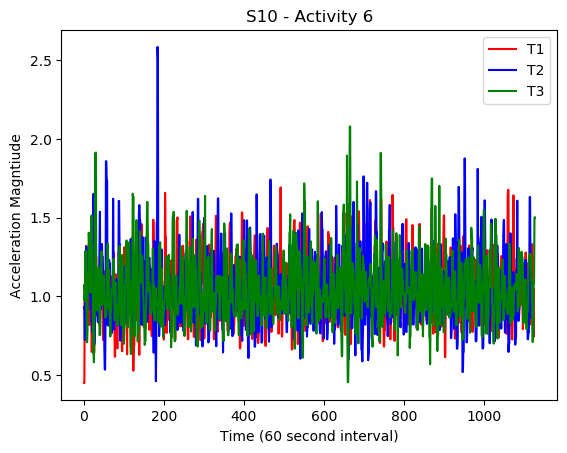 S10 - Activity 6
T1
T2
T3
2.5
2.0
1.5
1.0
0.5
Acceleration Magntiude
0
200
400
600
800
1000
Time (60 second interval)